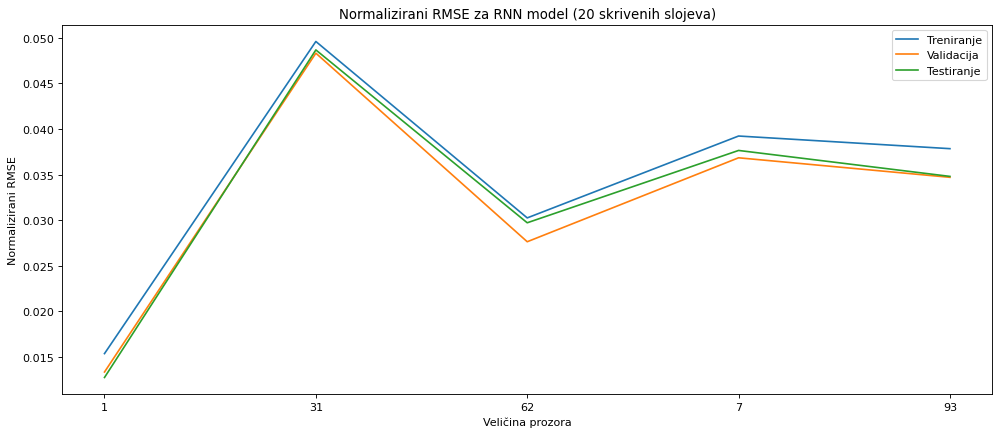 Normalizirani RMSE za RNN model (20 skrivenih slojeva)
Treniranje
Validacija
Testiranje
Normalizirani RMSE
0.050
0.045
0.040
0.035
0.030
0.025
0.020
0.015
1 31 62 7 93
Veličina prozora